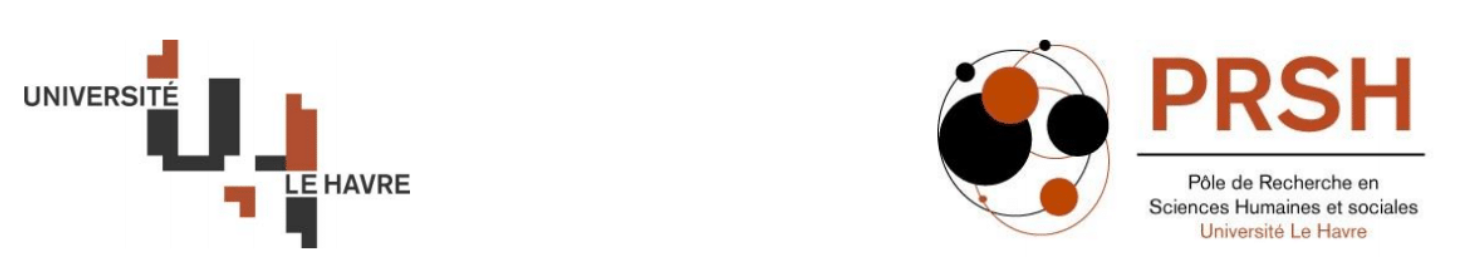 UNIVERSITÉ
LE HAVRE
PRSH
Pôle de Recherche en
Sciences Humaines et sociales
Université Le Havre